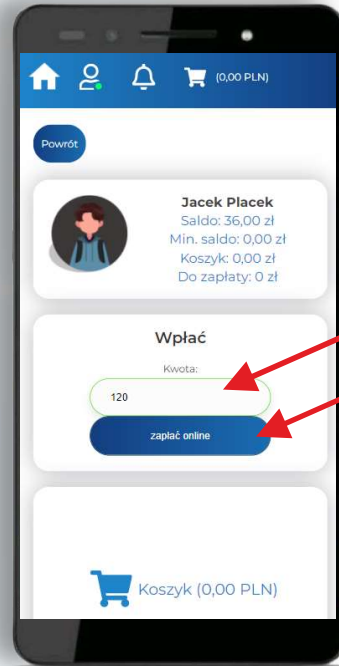 (0,00 PLN)
Powrót
Jacek Placek
Saldo: 36,00 zł
Min. saldo: 0,00 zł
Koszyk: 0,00 zł
Do zapłaty: 0 zł
Wpłać
Kwota:
120
zapłać online
Koszyk (0,00 PLN)